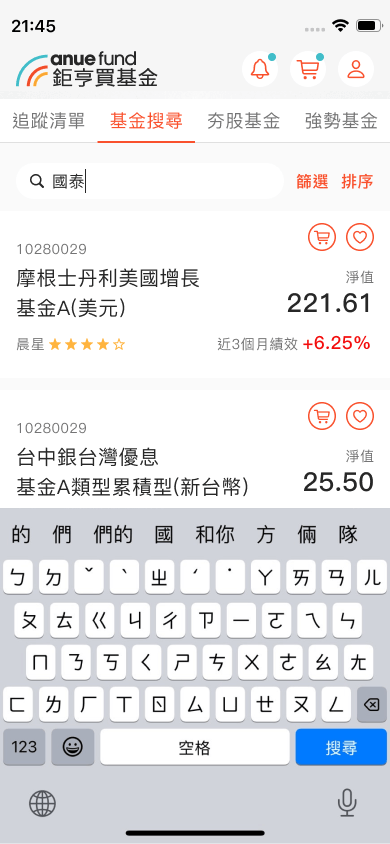 21:45
anue fund
鉅亨買基金
追蹤清單 基金搜尋 夯股基金 強勢基金
國泰 篩選 排序
10280029
摩根士丹利美國增長
基金A(美元)
淨值
221.61
晨星 近3個月績效 +6.25%
10280029
台中銀台灣優息
基金A類型累積型(新台幣)
淨值
25.50
的 們 們的 國 和你 方 倆 隊
ㄅ ㄉ ˇ ˋ ㄓ ˊ ˙ ㄚ ㄞ ㄢ ㄦ
ㄆ ㄊ ㄍ ㄐ ㄔ ㄗ ㄧ ㄛ ㄟ ㄣ
ㄇ ㄋ ㄎ ㄑ ㄕ ㄘ ㄨ ㄜ ㄠ ㄤ
ㄈ ㄌ ㄏ ㄒ ㄖ ㄙ ㄩ ㄝ ㄡ ㄥ
123 空格 搜尋